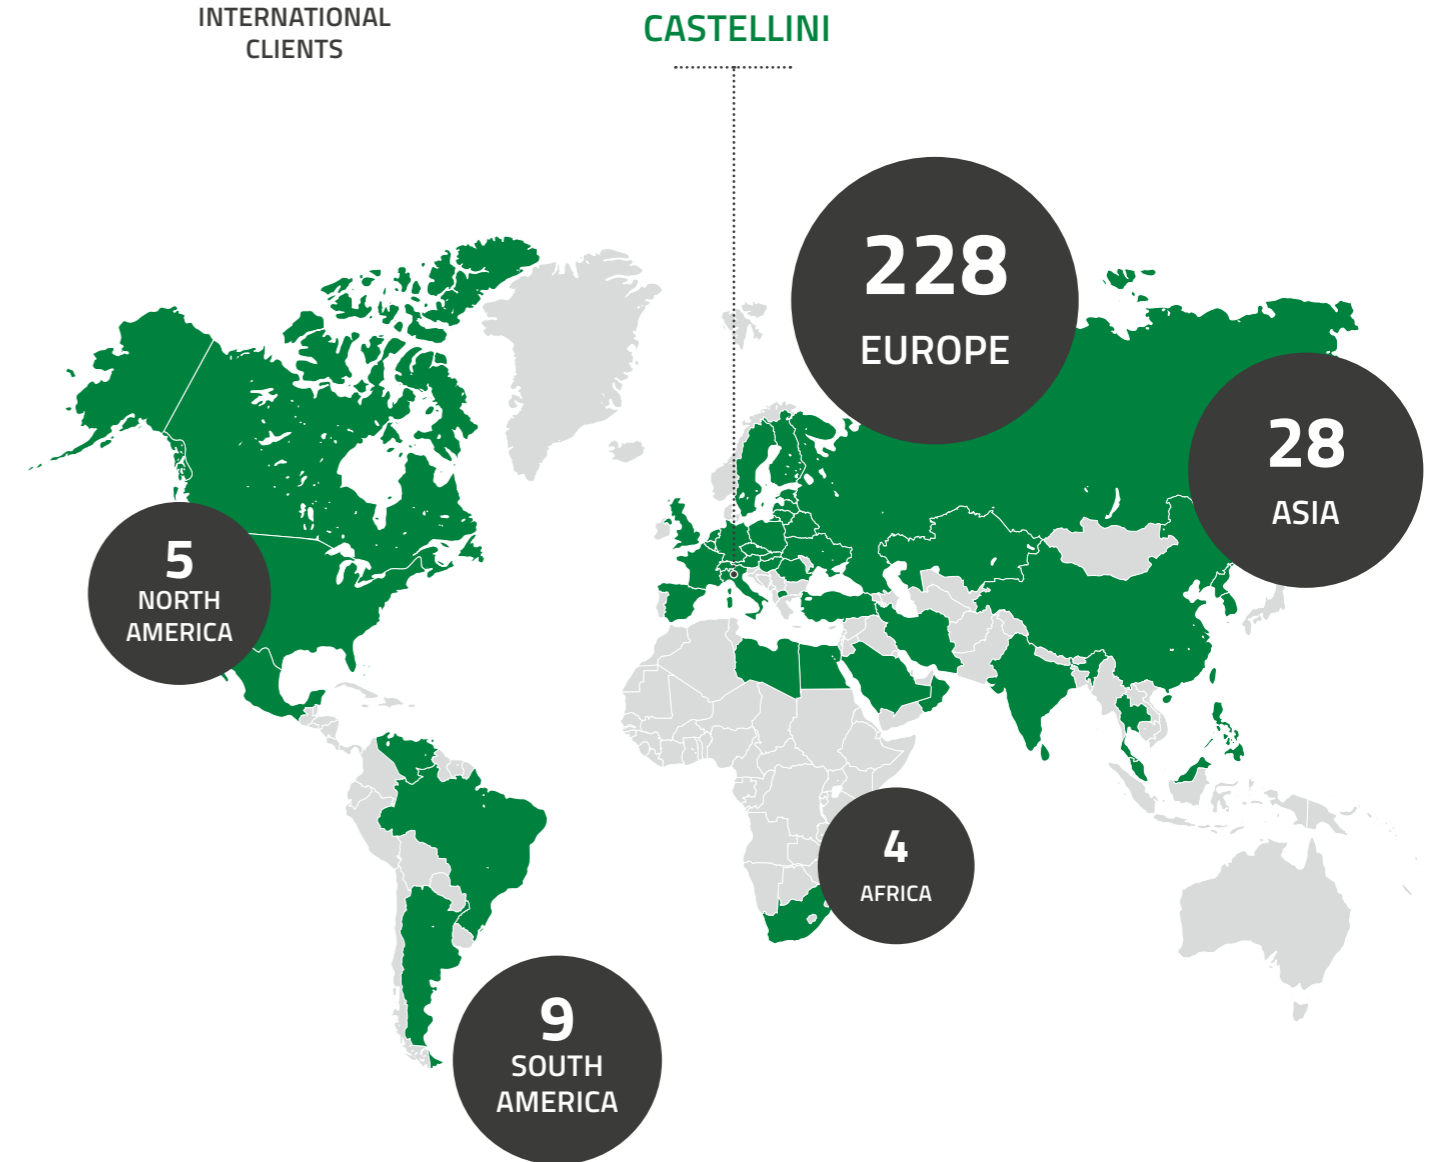 INTERNATIONAL
CLIENTS
CASTELLINI
228
EUROPE
28
ASIA
5
NORTH
AMERICA
4
AFRICA
9
SOUTH
AMERICA